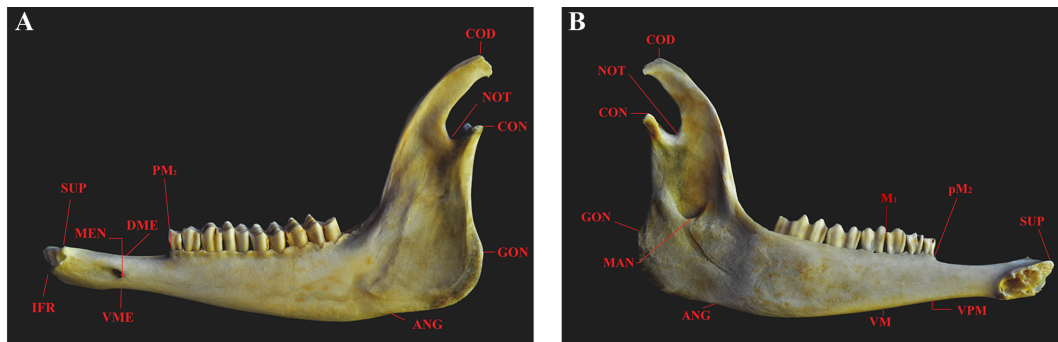 A
COD
NOT
CON
PM₂
SUP
MEN
DME
GON
IFR
VME
ANG
B
COD
NOT
CON
M₁
pM₂
SUP
GON
MAN
ANG
VM
VPM